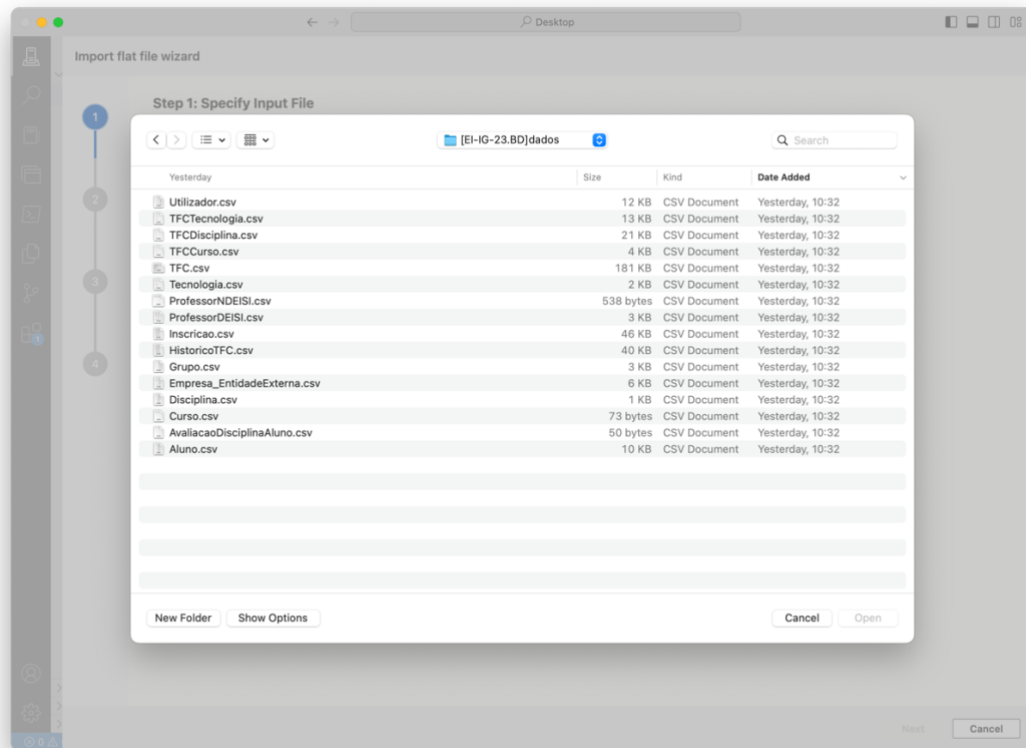 Desktop
Import flat file wizard
Step 1: Specify Input File
1
2
3
4
[EI-IG-23.BD]dados
Search
Yesterday Size Kind Date Added
Utilizador.csv 12 KB CSV Document Yesterday, 10:32
TFCTecnologia.csv 13 KB CSV Document Yesterday, 10:32
TFCDisciplina.csv 21 KB CSV Document Yesterday, 10:32
TFCCurso.csv 4 KB CSV Document Yesterday, 10:32
TFC.csv 181 KB CSV Document Yesterday, 10:32
Tecnologia.csv 2 KB CSV Document Yesterday, 10:32
ProfessorNDEISI.csv 538 bytes CSV Document Yesterday, 10:32
ProfessorDEISI.csv 3 KB CSV Document Yesterday, 10:32
Inscricao.csv 46 KB CSV Document Yesterday, 10:32
HistoricoTFC.csv 40 KB CSV Document Yesterday, 10:32
Grupo.csv 3 KB CSV Document Yesterday, 10:32
Empresa_EntidadeExterna.csv 6 KB CSV Document Yesterday, 10:32
Disciplina.csv 1 KB CSV Document Yesterday, 10:32
Curso.csv 73 bytes CSV Document Yesterday, 10:32
AvaliacaoDisciplinaAluno.csv 50 bytes CSV Document Yesterday, 10:32
Aluno.csv 10 KB CSV Document Yesterday, 10:32
New Folder Show Options Cancel Open
Next Cancel
0